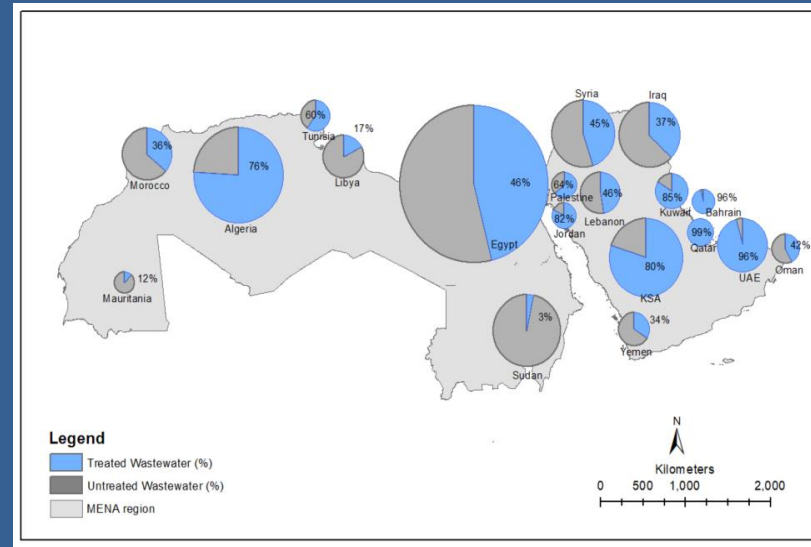 Syria
Iraq
36%
Morocco
76%
Algeria
60%
Tunisia
17%
Libya
46%
Egypt
45%
37%
64%
Palestine
46%
Lebanon
82%
Jordan
85%
Kuwait
96%
Bahrain
99%
Qatar
96%
UAE
42%
Oman
80%
KSA
34%
Yemen
12%
Mauritania
3%
Sudan
Legend
Treated Wastewater (%)
Untreated Wastewater (%)
MENA region
N
Kilometers
0 500 1,000 2,000